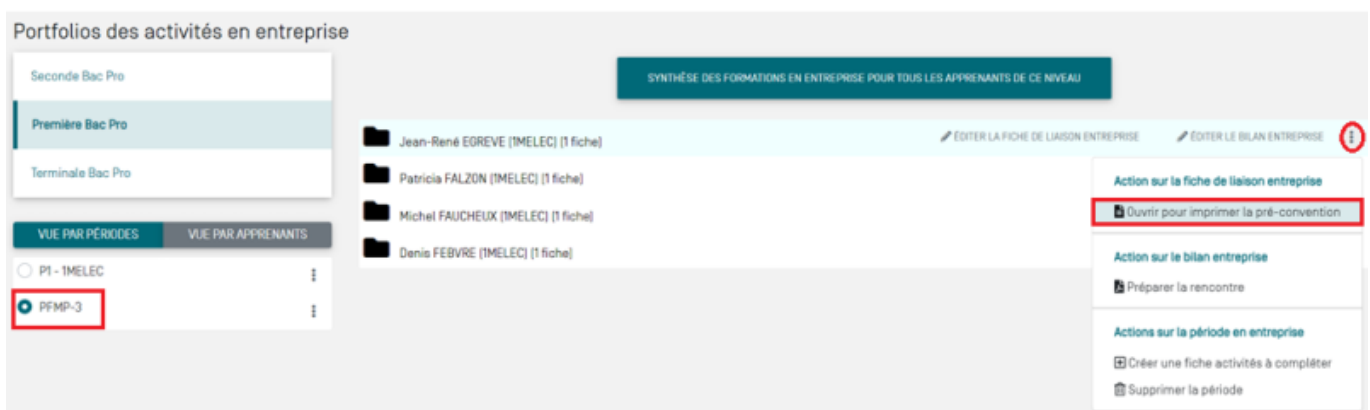 Portfolios des activités en entreprise
Seconde Bac Pro
Première Bac Pro
Terminale Bac Pro
VUE PAR PÉRIODES
VUE PAR APPRENANTS
P1 - 1MELEC
PFMP-3
SYNTHÈSE DES FORMATIONS EN ENTREPRISE POUR TOUS LES APPRENANTS DE CE NIVEAU
Jean-René EGREVE [1MELEC] [1 fiche]
ÉDITER LA FICHE DE LIAISON ENTREPRISE
ÉDITER LE BILAN ENTREPRISE
Patricia FALZON [1MELEC] [1 fiche]
Michel FAUCHEUX [1MELEC] [1 fiche]
Denis FEBVRE [1MELEC] [1 fiche]
Action sur la fiche de liaison entreprise
Ouvrir pour imprimer la pré-convention
Action sur le bilan entreprise
Préparer la rencontre
Actions sur la période en entreprise
Créer une fiche activités à compléter
Supprimer la période